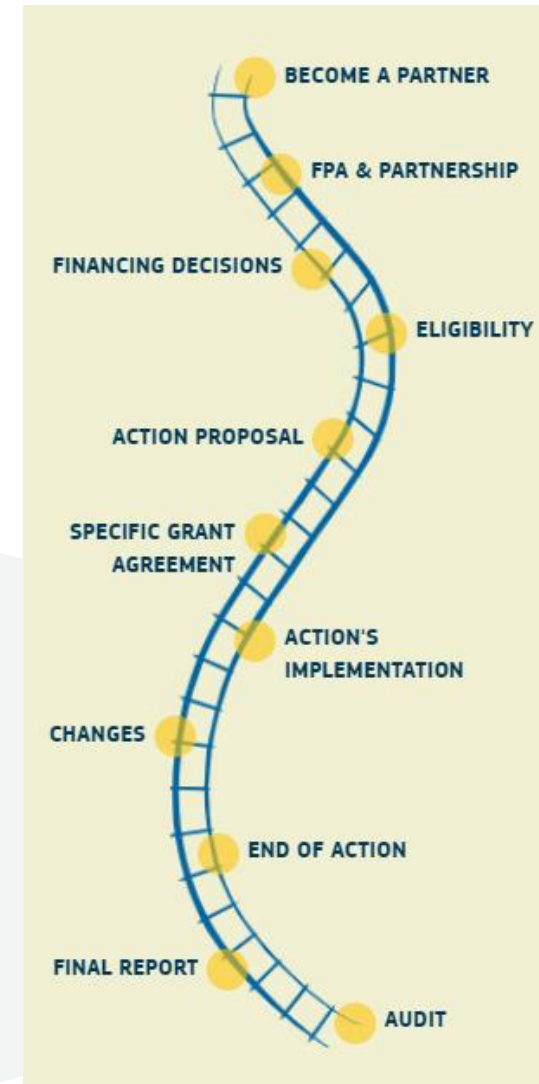 BECOME A PARTNER
FPA & PARTNERSHIP
FINANCING DECISIONS
ELIGIBILITY
ACTION PROPOSAL
SPECIFIC GRANT
AGREEMENT
ACTION'S
IMPLEMENTATION
CHANGES
END OF ACTION
FINAL REPORT
AUDIT